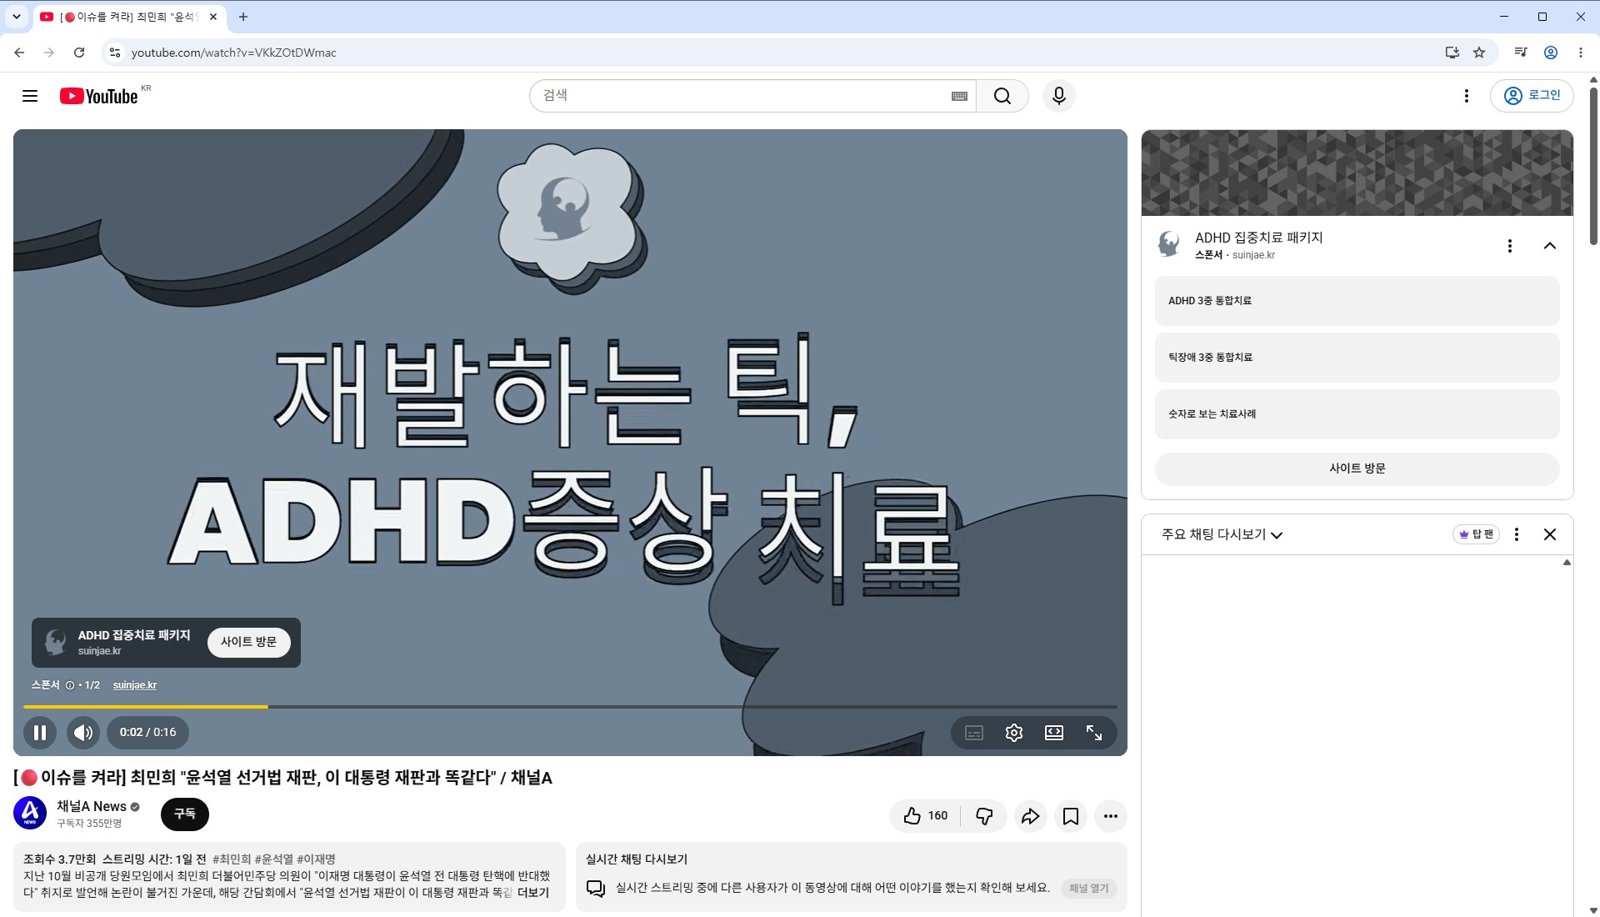 [🔴이슈를 켜라] 최민희 "윤석열
youtube.com/watch?v=VKkZOtDWmac
YouTube KR
검색
로그인
재발하는 틱,
ADHD증상 치료
ADHD 집중치료 패키지
suinjae.kr
사이트 방문
스폰서 · 1/2 suinjae.kr
0:02 / 0:16
ADHD 집중치료 패키지
스폰서 · suinjae.kr
ADHD 3중 통합치료
틱장애 3중 통합치료
숫자로 보는 치료사례
사이트 방문
주요 채팅 다시보기
탑 팬
[🔴이슈를 켜라] 최민희 "윤석열 선거법 재판, 이 대통령 재판과 똑같다" / 채널A
NEWS
채널A News
구독자 355만명
구독
160
조회수 3.7만회 스트리밍 시간: 1일 전 #최민희 #윤석열 #이재명
지난 10월 비공개 당원모임에서 최민희 더불어민주당 의원이 "이재명 대통령이 윤석열 전 대통령 탄핵에 반대했
다" 취지로 발언해 논란이 불거진 가운데, 해당 간담회에서 "윤석열 선거법 재판이 이 대통령 재판과 똑같 더보기
실시간 채팅 다시보기
실시간 스트리밍 중에 다른 사용자가 이 동영상에 대해 어떤 이야기를 했는지 확인해 보세요.
패널 열기